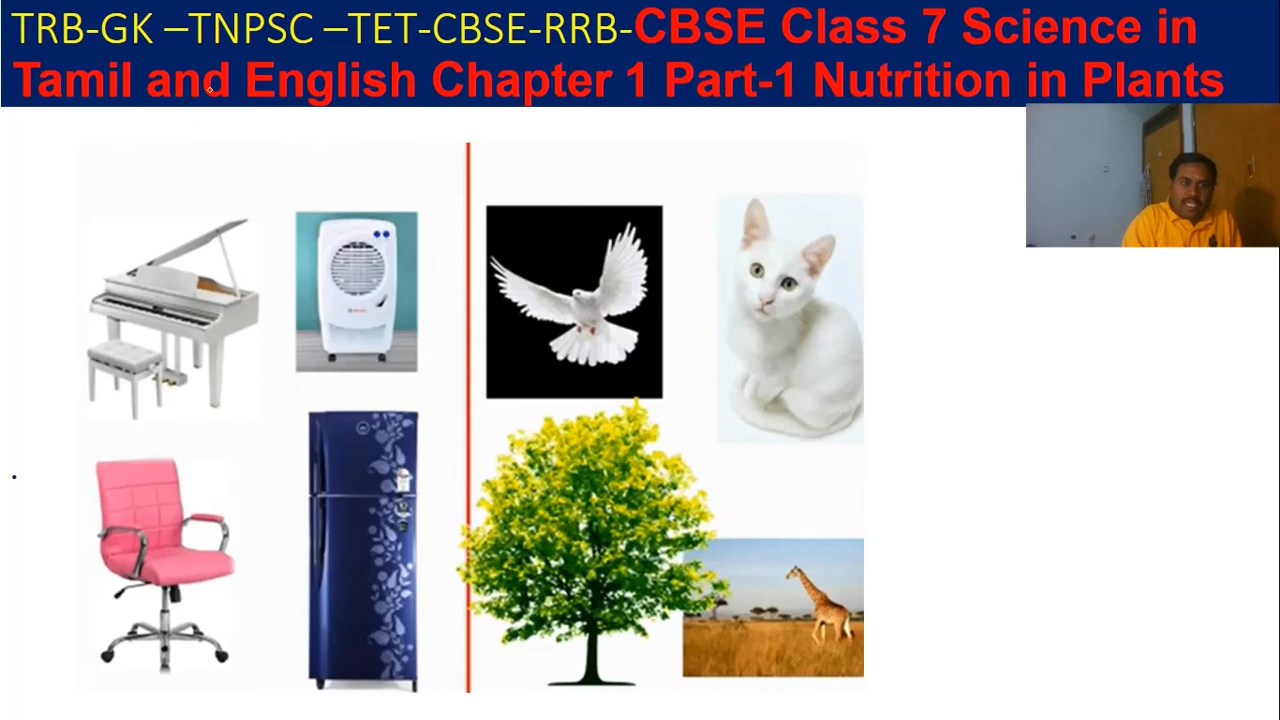 TRB-GK –TNPSC –TET-CBSE-RRB-CBSE Class 7 Science in
Tamil and English Chapter 1 Part-1 Nutrition in Plants